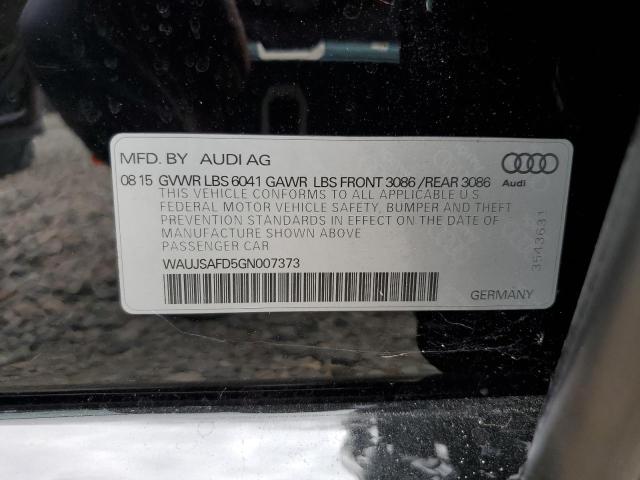 MFD. BY AUDI AG
08 15 GVWR LBS 6041 GAWR LBS FRONT 3086 /REAR 3086
Audi
THIS VEHICLE CONFORMS TO ALL APPLICABLE U.S
FEDERAL MOTOR VEHICLE SAFETY, BUMPER AND THEFT
PREVENTION STANDARDS IN EFFECT ON THE DATE OF
MANUFACTURE SHOWN ABOVE
PASSENGER CAR
WAUJSAFD5GN007373
3543631
GERMANY